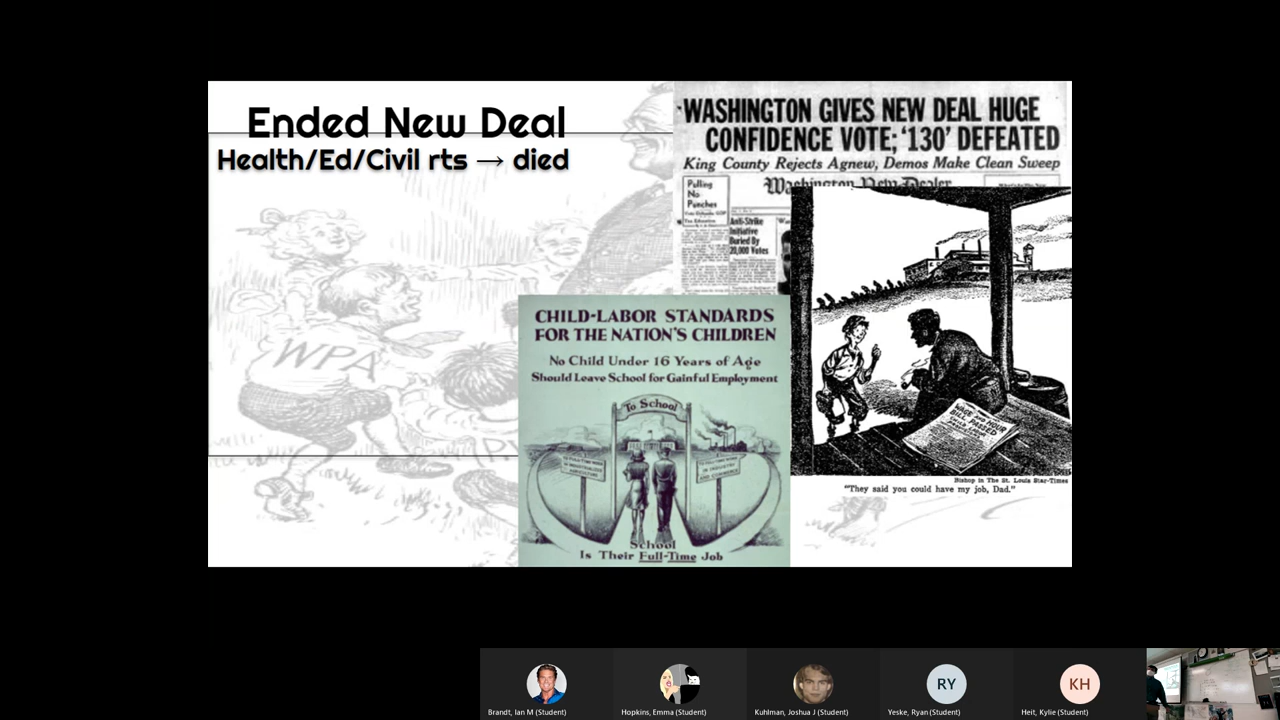 Ended New Deal
Health/Ed/Civil rts → died
WPA
WASHINGTON GIVES NEW DEAL HUGE
CONFIDENCE VOTE; '130' DEFEATED
King County Rejects Agnew, Demos Make Clean Sweep
Pulling
No
Punches
Washington New Dealer
Anti-Strike
Initiative
Buried By
20,000 Votes
CHILD-LABOR STANDARDS
FOR THE NATION'S CHILDREN
No Child Under 16 Years of Age
Should Leave School for Gainful Employment
To School
School
Is Their Full-Time Job
WAGE AND HOUR
BILL PASSED
Bishop in The St. Louis Star-Times
"They said you could have my job, Dad."
Brandt, Ian M (Student)
Hopkins, Emma (Student)
Kuhlman, Joshua J (Student)
RY
Yeske, Ryan (Student)
KH
Heit, Kylie (Student)